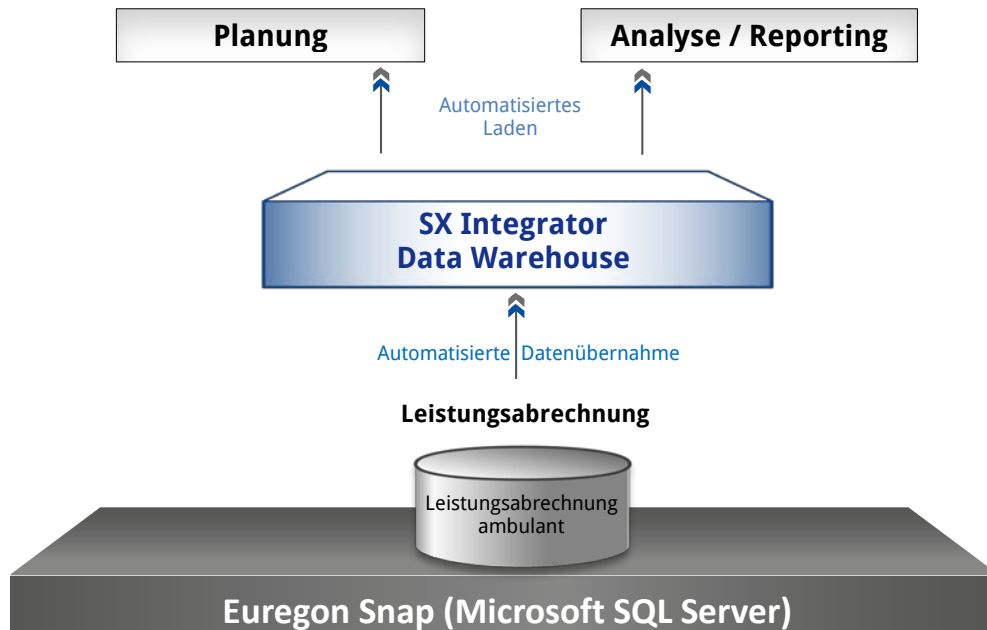 Planung
Analyse / Reporting
Automatisiertes
Laden
SX Integrator
Data Warehouse
Automatisierte Datenübernahme
Leistungsabrechnung
Leistungsabrechnung
ambulant
Euregon Snap (Microsoft SQL Server)